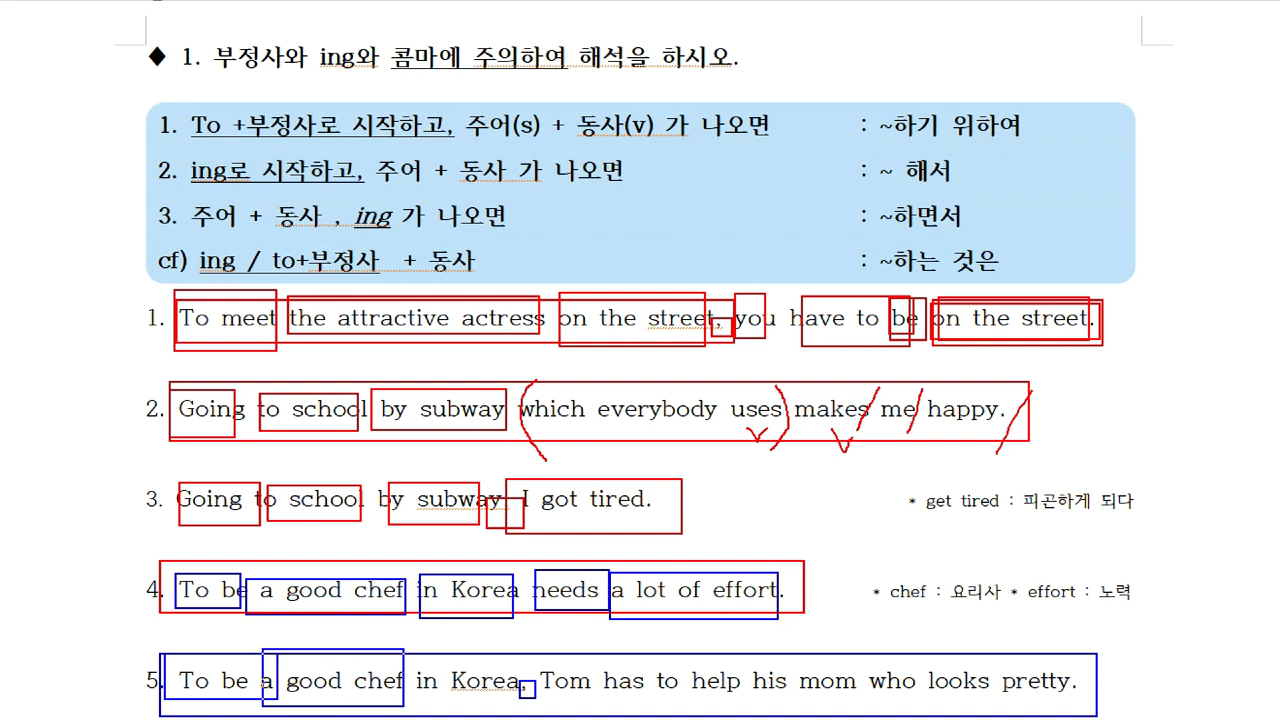 ◆ 1. 부정사와 ing와 콤마에 주의하여 해석을 하시오.
1. To +부정사로 시작하고, 주어(s) + 동사(v) 가 나오면 : ~하기 위하여
2. ing로 시작하고, 주어 + 동사 가 나오면 : ~ 해서
3. 주어 + 동사 , ing 가 나오면 : ~하면서
cf) ing / to+부정사 + 동사 : ~하는 것은
1. To meet the attractive actress on the street, you have to be on the street.
2. Going to school by subway which everybody uses makes me happy.
3. Going to school by subway, I got tired. * get tired : 피곤하게 되다
4. To be a good chef in Korea needs a lot of effort. * chef : 요리사 * effort : 노력
5. To be a good chef in Korea, Tom has to help his mom who looks pretty.